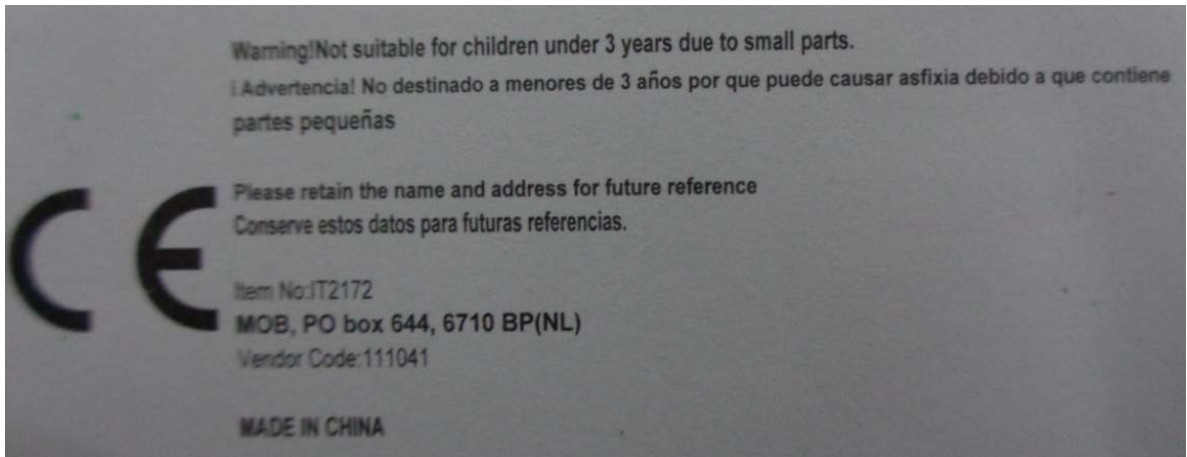 Warning!Not suitable for children under 3 years due to small parts.
¡Advertencia! No destinado a menores de 3 años por que puede causar asfixia debido a que contiene
partes pequeñas
CE
Please retain the name and address for future reference
Conserve estos datos para futuras referencias.
Item No:IT2172
MOB, PO box 644, 6710 BP(NL)
Vendor Code:111041
MADE IN CHINA